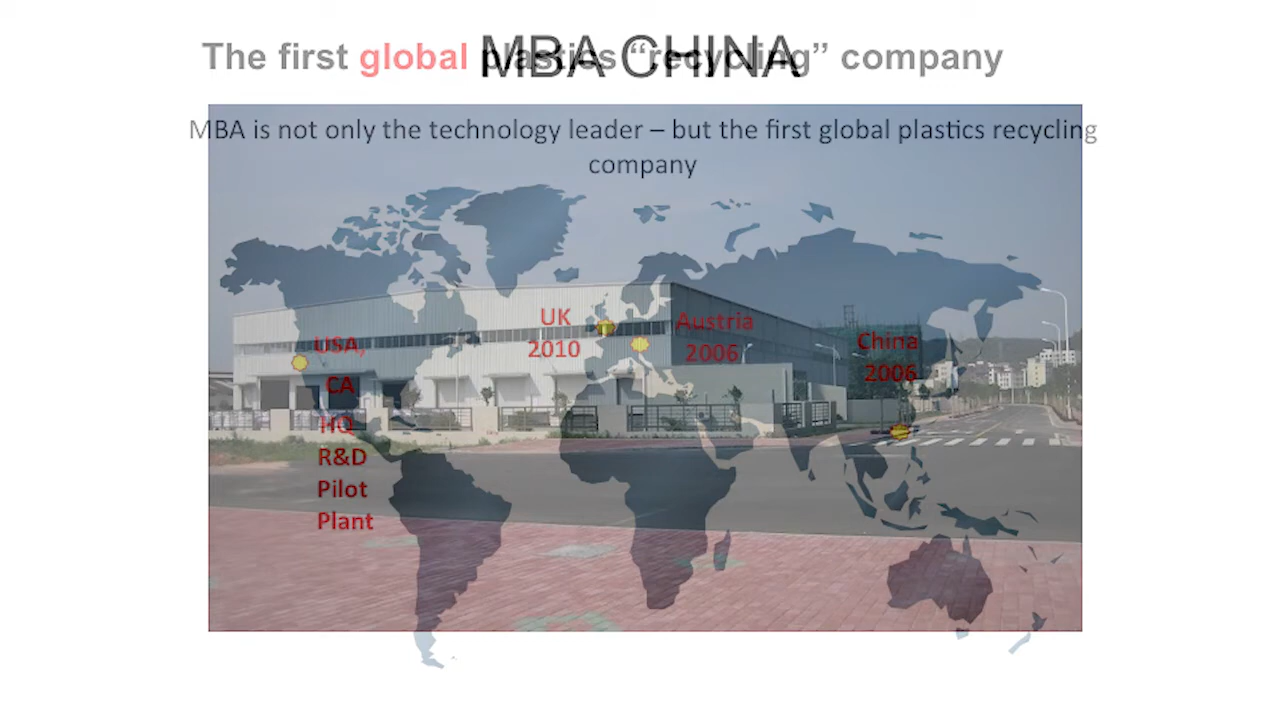 The first global plastics “recycling” company
MBA CHINA
MBA is not only the technology leader – but the first global plastics recycling
company
USA,
CA
HQ
R&D
Pilot
Plant
UK
2010
Austria
2006
China
2006